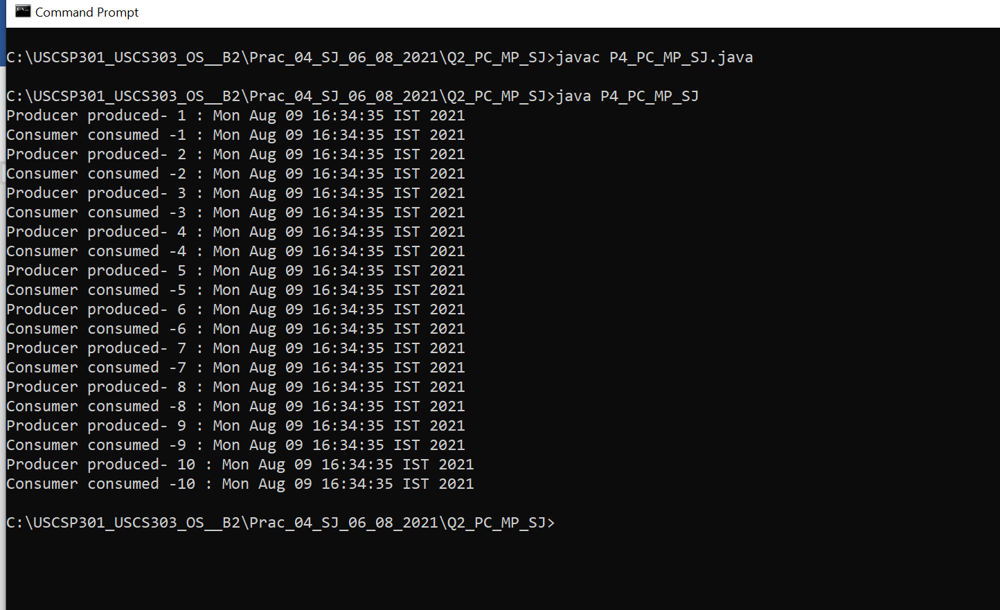 Command Prompt
C:\USCSP301_USCS303_OS__B2\Prac_04_SJ_06_08_2021\Q2_PC_MP_SJ>javac P4_PC_MP_SJ.java
C:\USCSP301_USCS303_OS__B2\Prac_04_SJ_06_08_2021\Q2_PC_MP_SJ>java P4_PC_MP_SJ
Producer produced- 1 : Mon Aug 09 16:34:35 IST 2021
Consumer consumed -1 : Mon Aug 09 16:34:35 IST 2021
Producer produced- 2 : Mon Aug 09 16:34:35 IST 2021
Consumer consumed -2 : Mon Aug 09 16:34:35 IST 2021
Producer produced- 3 : Mon Aug 09 16:34:35 IST 2021
Consumer consumed -3 : Mon Aug 09 16:34:35 IST 2021
Producer produced- 4 : Mon Aug 09 16:34:35 IST 2021
Consumer consumed -4 : Mon Aug 09 16:34:35 IST 2021
Producer produced- 5 : Mon Aug 09 16:34:35 IST 2021
Consumer consumed -5 : Mon Aug 09 16:34:35 IST 2021
Producer produced- 6 : Mon Aug 09 16:34:35 IST 2021
Consumer consumed -6 : Mon Aug 09 16:34:35 IST 2021
Producer produced- 7 : Mon Aug 09 16:34:35 IST 2021
Consumer consumed -7 : Mon Aug 09 16:34:35 IST 2021
Producer produced- 8 : Mon Aug 09 16:34:35 IST 2021
Consumer consumed -8 : Mon Aug 09 16:34:35 IST 2021
Producer produced- 9 : Mon Aug 09 16:34:35 IST 2021
Consumer consumed -9 : Mon Aug 09 16:34:35 IST 2021
Producer produced- 10 : Mon Aug 09 16:34:35 IST 2021
Consumer consumed -10 : Mon Aug 09 16:34:35 IST 2021
C:\USCSP301_USCS303_OS__B2\Prac_04_SJ_06_08_2021\Q2_PC_MP_SJ>